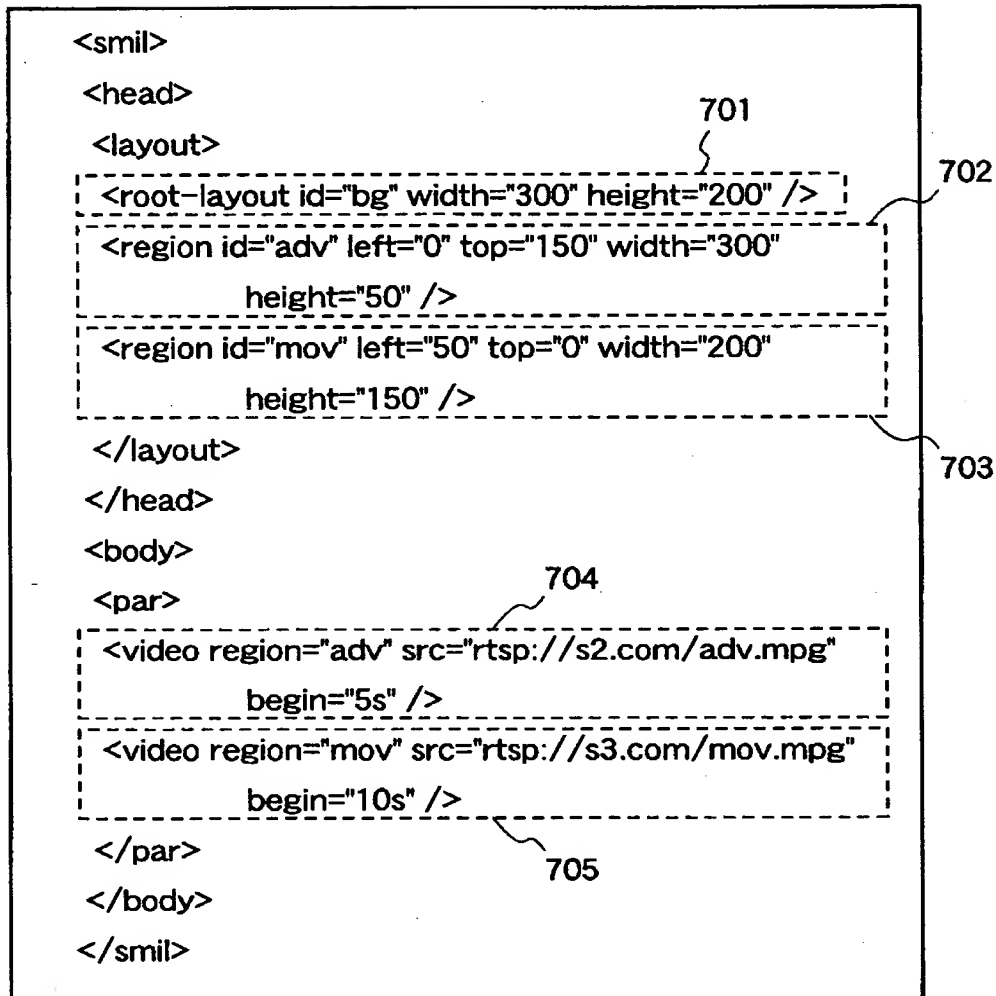 <smil>
<head>
701
<layout>
702
<root-layout id="bg" width="300" height="200" />
<region id="adv" left="0" top="150" width="300"
height="50" />
<region id="mov" left="50" top="0" width="200"
height="150" />
</layout>
703
</head>
<body>
704
<par>
<video region="adv" src="rtsp://s2.com/adv.mpg"
begin="5s" />
<video region="mov" src="rtsp://s3.com/mov.mpg"
begin="10s" />
</par>
705
</body>
</smil>